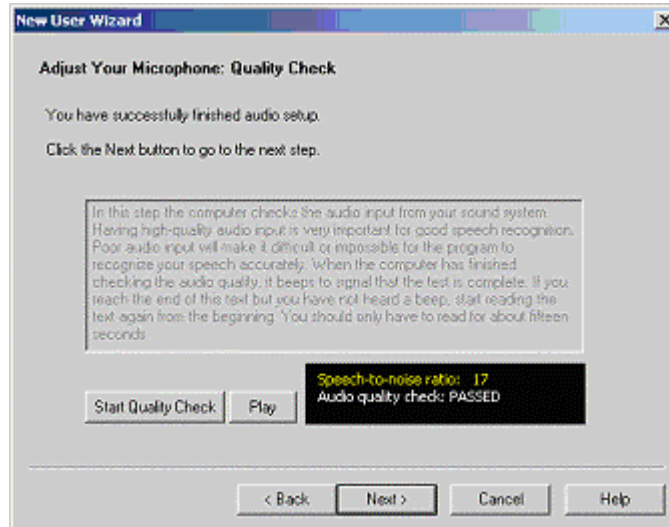 New User Wizard
Adjust Your Microphone: Quality Check
You have successfully finished audio setup.
Click the Next button to go to the next step.
In this step the computer checks the audio input from your sound system.
Having high-quality audio input is very important for good speech recognition.
Poor audio input will make it difficult or impossible for the program to
recognize your speech accurately. When the computer has finished
checking the audio quality, it beeps to signal that the test is complete. If you
reach the end of this text but you have not heard a beep, start reading the
text again from the beginning. You should only have to read for about fifteen
seconds.
Speech-to-noise ratio: 17
Audio quality check: PASSED
Start Quality Check
Play
< Back
Next >
Cancel
Help